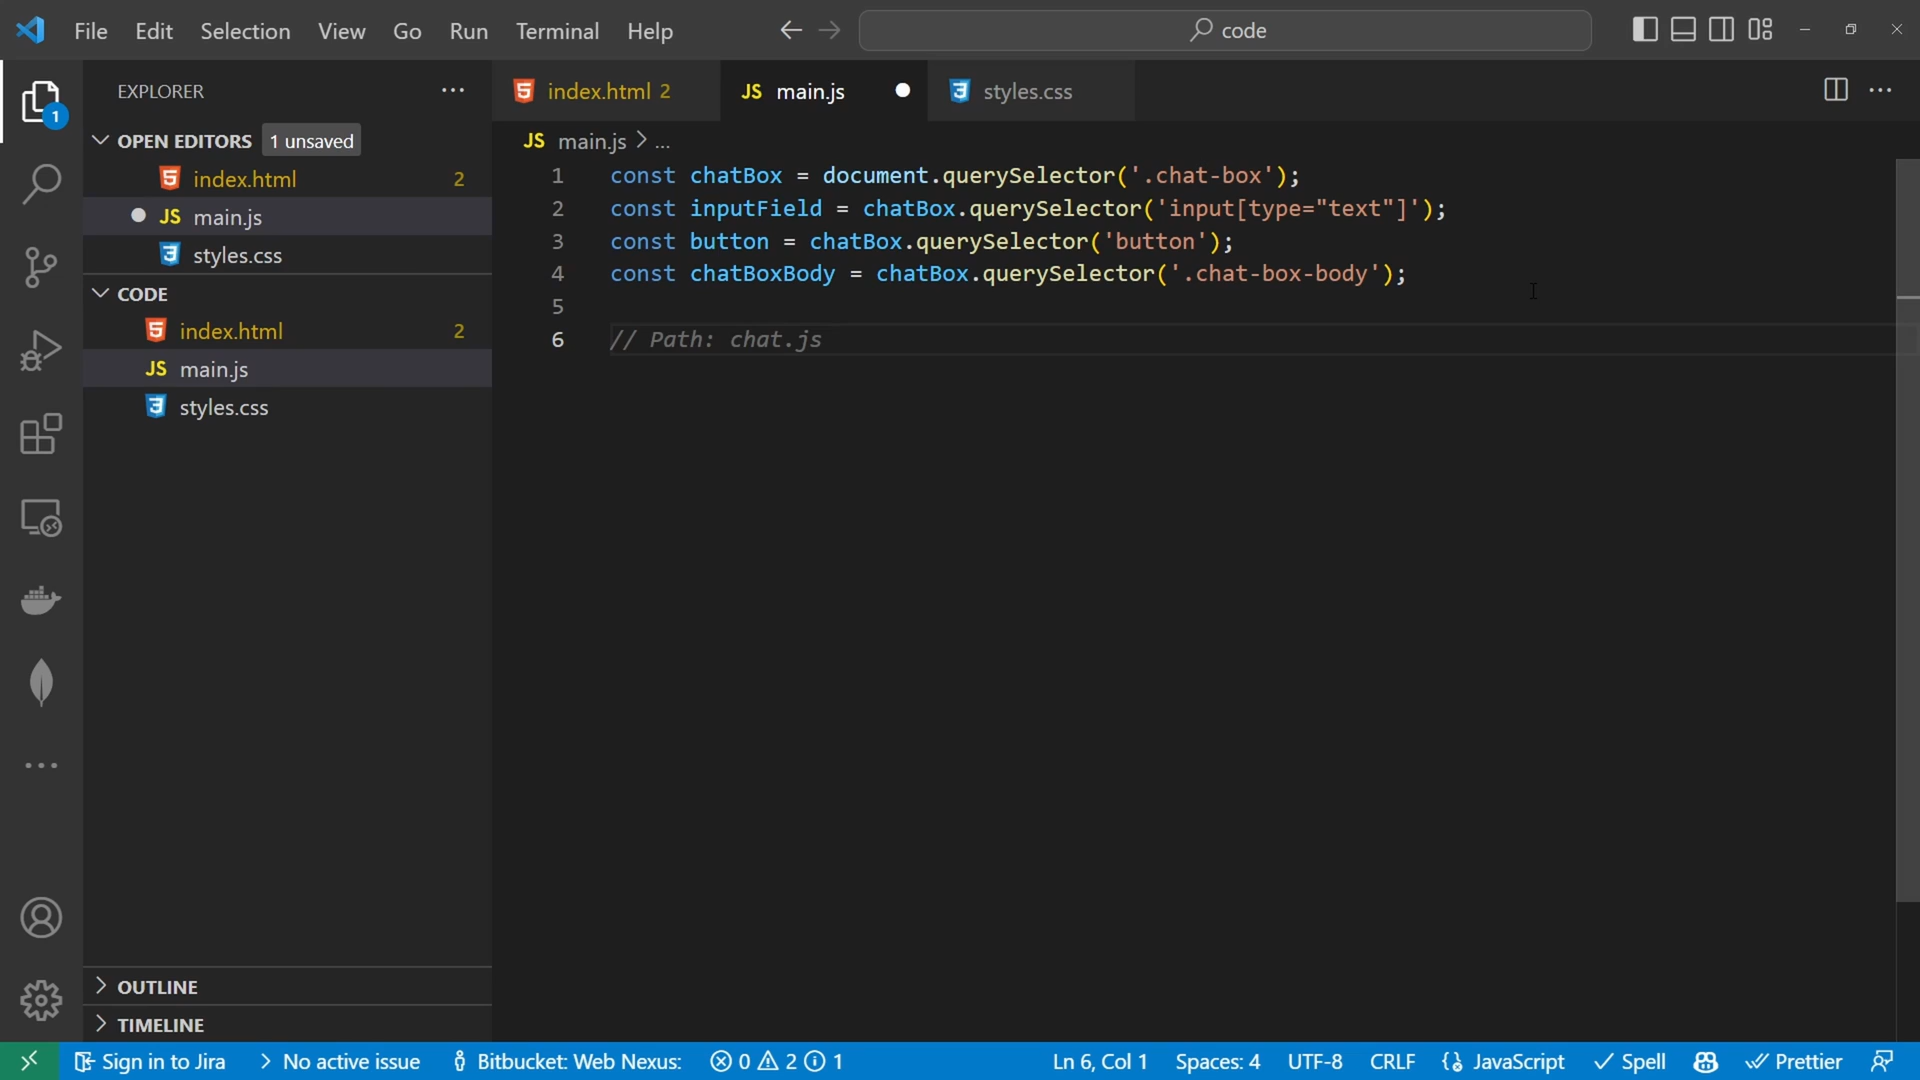 File Edit Selection View Go Run Terminal Help code
EXPLORER
1
OPEN EDITORS 1 unsaved
index.html 2
JS main.js
styles.css
CODE
index.html 2
JS main.js
styles.css
OUTLINE
TIMELINE
index.html 2 JS main.js styles.css
JS main.js > ...
1 const chatBox = document.querySelector('.chat-box');
2 const inputField = chatBox.querySelector('input[type="text"]');
3 const button = chatBox.querySelector('button');
4 const chatBoxBody = chatBox.querySelector('.chat-box-body');
5
6 // Path: chat.js
Sign in to Jira No active issue Bitbucket: Web Nexus: 0 2 1 Ln 6, Col 1 Spaces: 4 UTF-8 CRLF {} JavaScript Spell Prettier